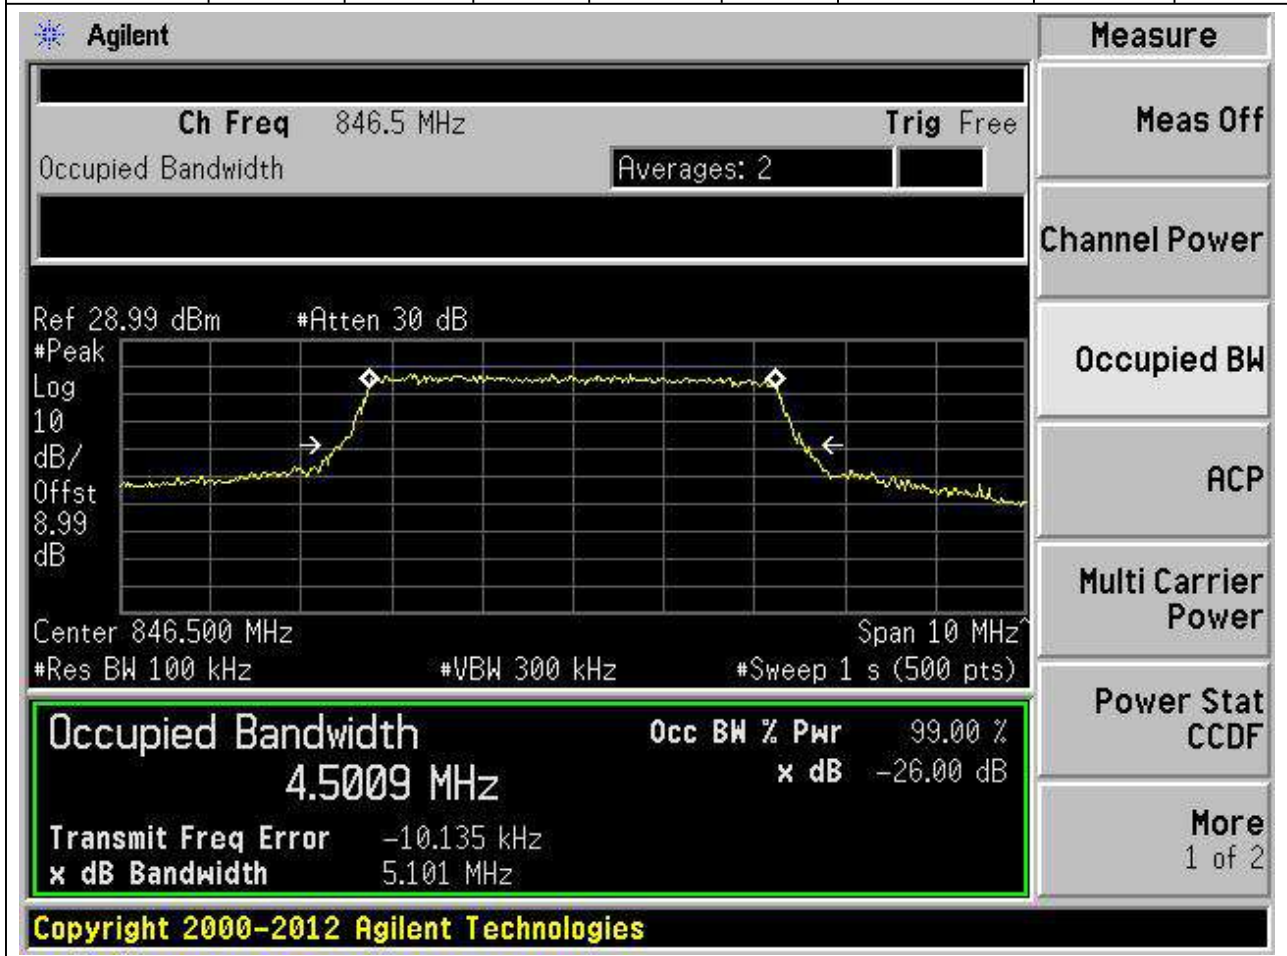 Agilent
Measure
Ch Freq 846.5 MHz Trig Free
Meas Off
Occupied Bandwidth Averages: 2
Channel Power
Ref 28.99 dBm #Atten 30 dB
#Peak
Log
10
dB/
Offst
8.99
dB
Occupied BW
ACP
Multi Carrier
Power
Center 846.500 MHz Span 10 MHz^
#Res BW 100 kHz #VBW 300 kHz #Sweep 1 s (500 pts)
Power Stat
CCDF
Occupied Bandwidth Occ BW % Pwr 99.00 %
4.5009 MHz x dB -26.00 dB
Transmit Freq Error -10.135 kHz
x dB Bandwidth 5.101 MHz
More
1 of 2
Copyright 2000-2012 Agilent Technologies